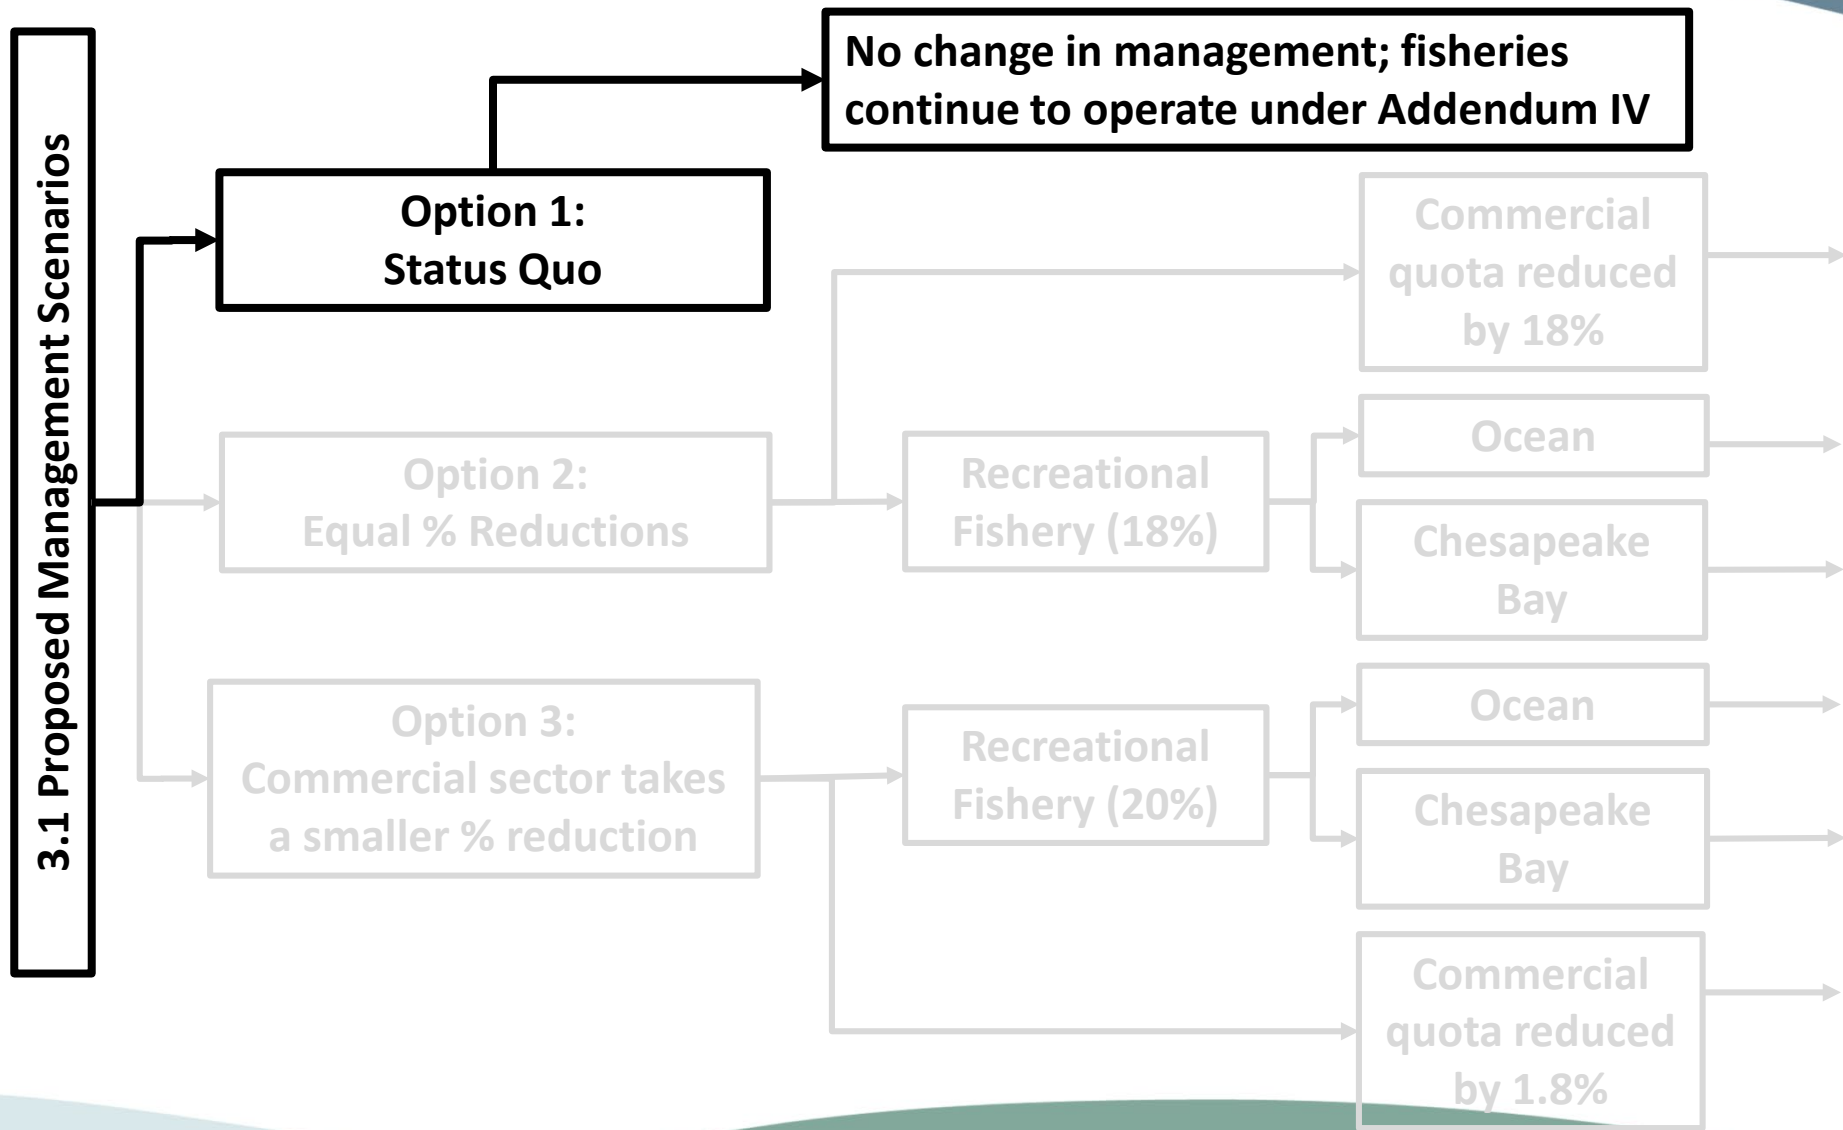 3.1 Proposed Management Scenarios
No change in management; fisheries
continue to operate under Addendum IV
Option 1:
Status Quo
Commercial
quota reduced
by 18%
Option 2:
Equal % Reductions
Recreational
Fishery (18%)
Ocean
Chesapeake
Bay
Option 3:
Commercial sector takes
a smaller % reduction
Recreational
Fishery (20%)
Ocean
Chesapeake
Bay
Commercial
quota reduced
by 1.8%